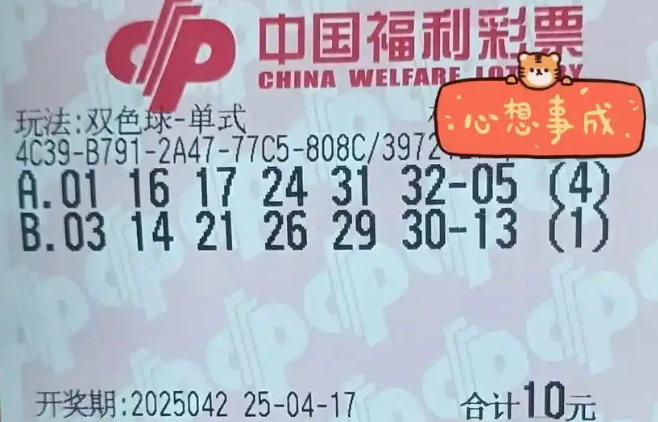 中国福利彩票
CHINA WELFARE LOTTERY
心想事成
玩法:双色球-单式
4C39-B791-2A47-77C5-808C/3972
A.01 16 17 24 31 32-05 (4)
B.03 14 21 26 29 30-13 (1)
开奖期:2025042 25-04-17 合计10元